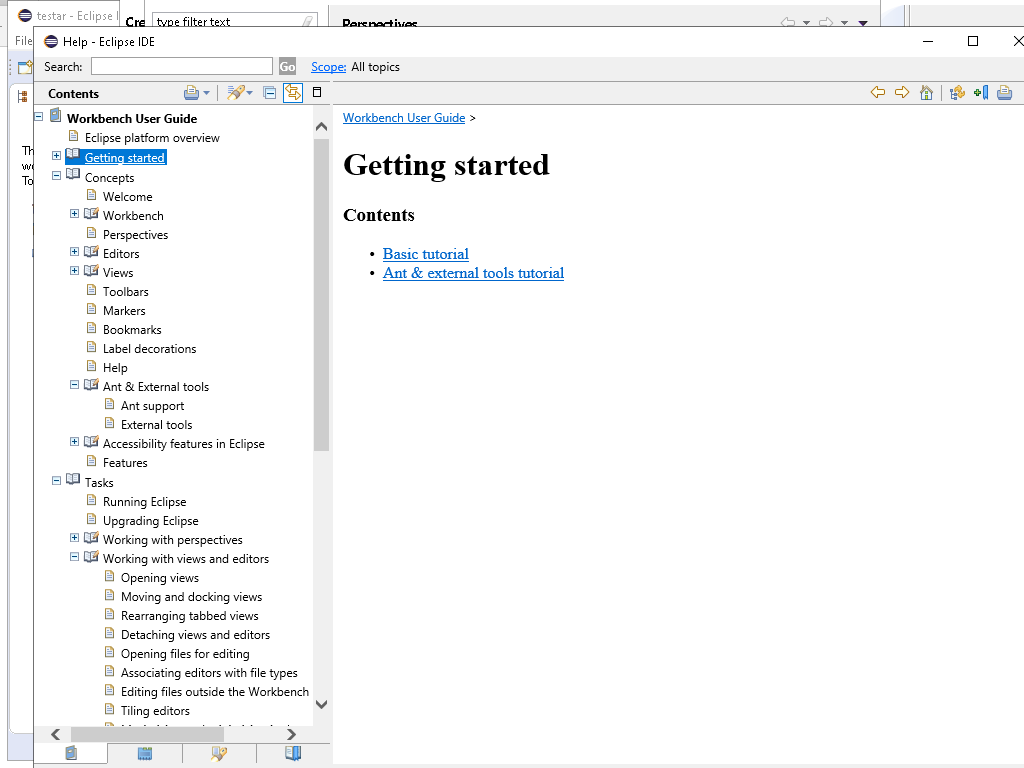 testar - Eclipse I
Cre
type filter text
Perspectives
File
Help - Eclipse IDE
Search:
Go
Scope: All topics
Contents
Workbench User Guide
Eclipse platform overview
Getting started
Concepts
Welcome
Workbench
Perspectives
Editors
Views
Toolbars
Markers
Bookmarks
Label decorations
Help
Ant & External tools
Ant support
External tools
Accessibility features in Eclipse
Features
Tasks
Running Eclipse
Upgrading Eclipse
Working with perspectives
Working with views and editors
Opening views
Moving and docking views
Rearranging tabbed views
Detaching views and editors
Opening files for editing
Associating editors with file types
Editing files outside the Workbench
Tiling editors
Workbench User Guide >
Getting started
Contents
• Basic tutorial
• Ant & external tools tutorial
Th
wo
To